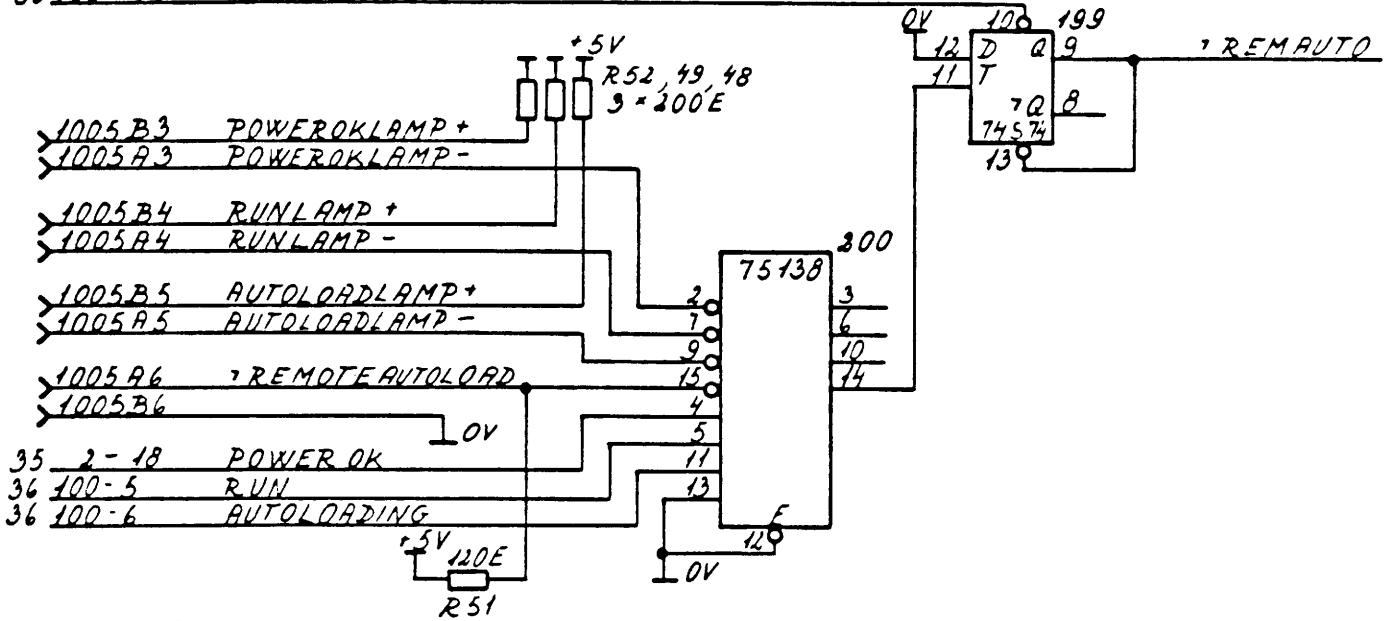 10 199
0V
12 D Q 9 ¬REMAUTO
11 T
¬Q 8
74S74
13
+5V
R52, 49, 48
3 × 200E
1005B3 POWEROKLAMP+
1005A3 POWEROKLAMP-
1005B4 RUNLAMP+
1005A4 RUNLAMP-
200
75138
1005B5 AUTOLOADLAMP+
1005A5 AUTOLOADLAMP-
2 3
7 6
9 10
1005A6 ¬REMOTEAUTOLOAD 15 14
1005B6 4
0V
5
35 2-18 POWER OK 11
36 100-5 RUN 13
36 100-6 AUTOLOADING
12
+5V 120E
0V
R51